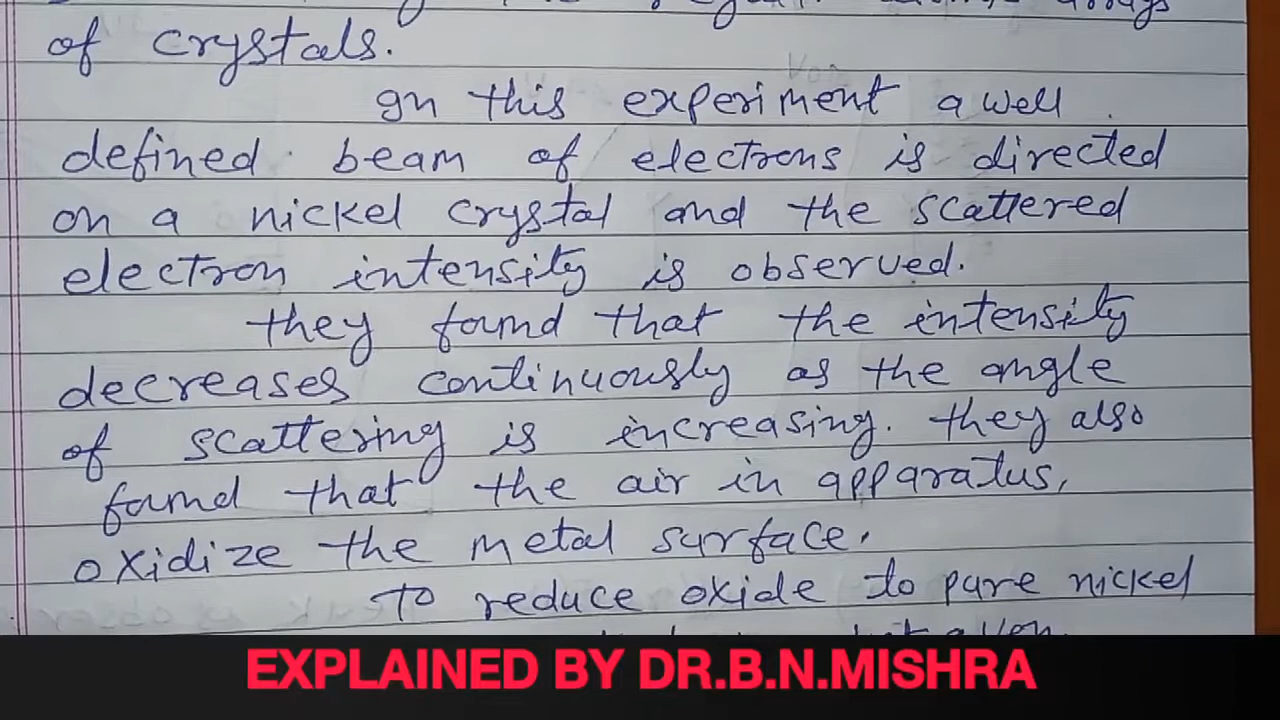 of crystals.
In this experiment a well
defined beam of electrons is directed
on a nickel crystal and the scattered
electron intensity is observed.
they found that the intensity
decreases continuously as the angle
of scattering is increasing. they also
found that the air in apparatus,
oxidize the metal surface.
to reduce oxide to pure nickel
EXPLAINED BY DR.B.N.MISHRA